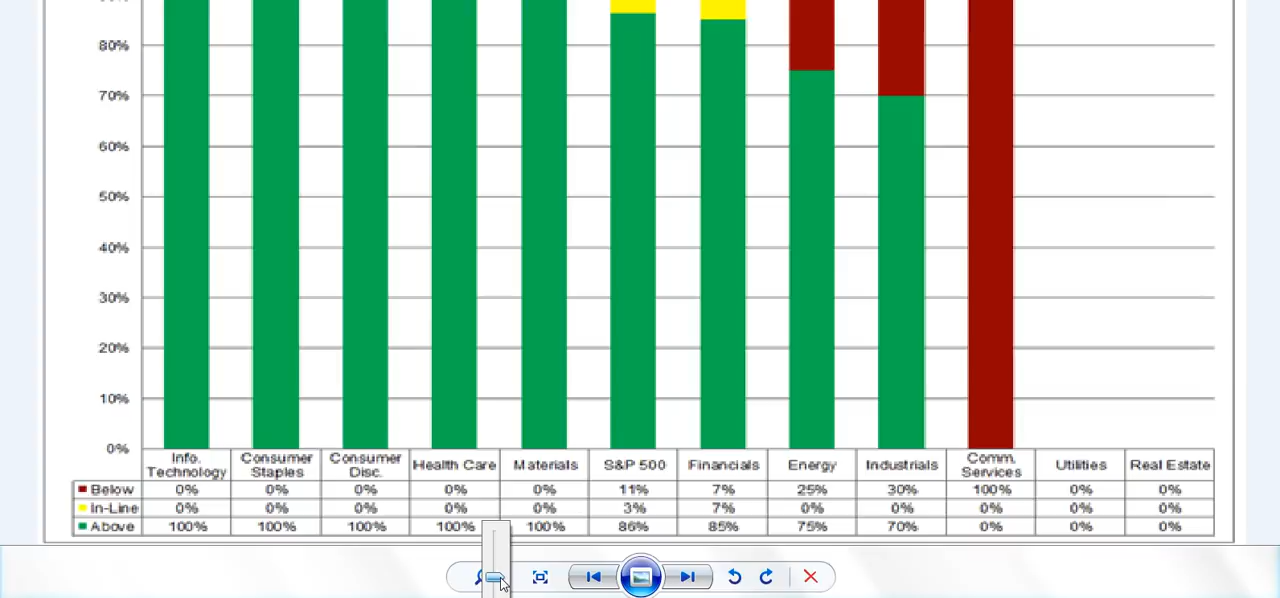 80%
70%
60%
50%
40%
30%
20%
10%
0%
Info. Technology Consumer Staples Consumer Disc. Health Care Materials S&P 500 Financials Energy Industrials Comm. Services Utilities Real Estate
Below 0% 0% 0% 0% 0% 11% 7% 25% 30% 100% 0% 0%
In-Line 0% 0% 0% 0% 0% 3% 7% 0% 0% 0% 0% 0%
Above 100% 100% 100% 100% 100% 86% 85% 75% 70% 0% 0% 0%